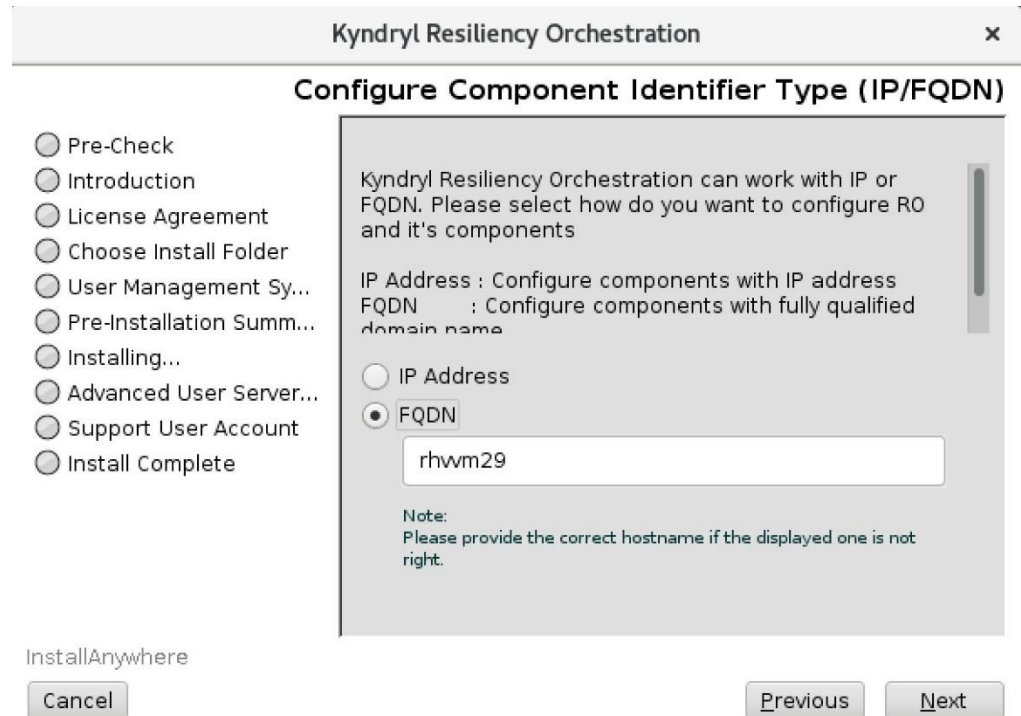 Kyndryl Resiliency Orchestration
×
Configure Component Identifier Type (IP/FQDN)
Pre-Check
Introduction
License Agreement
Choose Install Folder
User Management Sy...
Pre-Installation Summ...
Installing...
Advanced User Server...
Support User Account
Install Complete
Kyndryl Resiliency Orchestration can work with IP or
FQDN. Please select how do you want to configure RO
and it's components
IP Address : Configure components with IP address
FQDN : Configure components with fully qualified
domain name
IP Address
FQDN
rhvvm29
Note:
Please provide the correct hostname if the displayed one is not
right.
InstallAnywhere
Cancel
Previous
Next